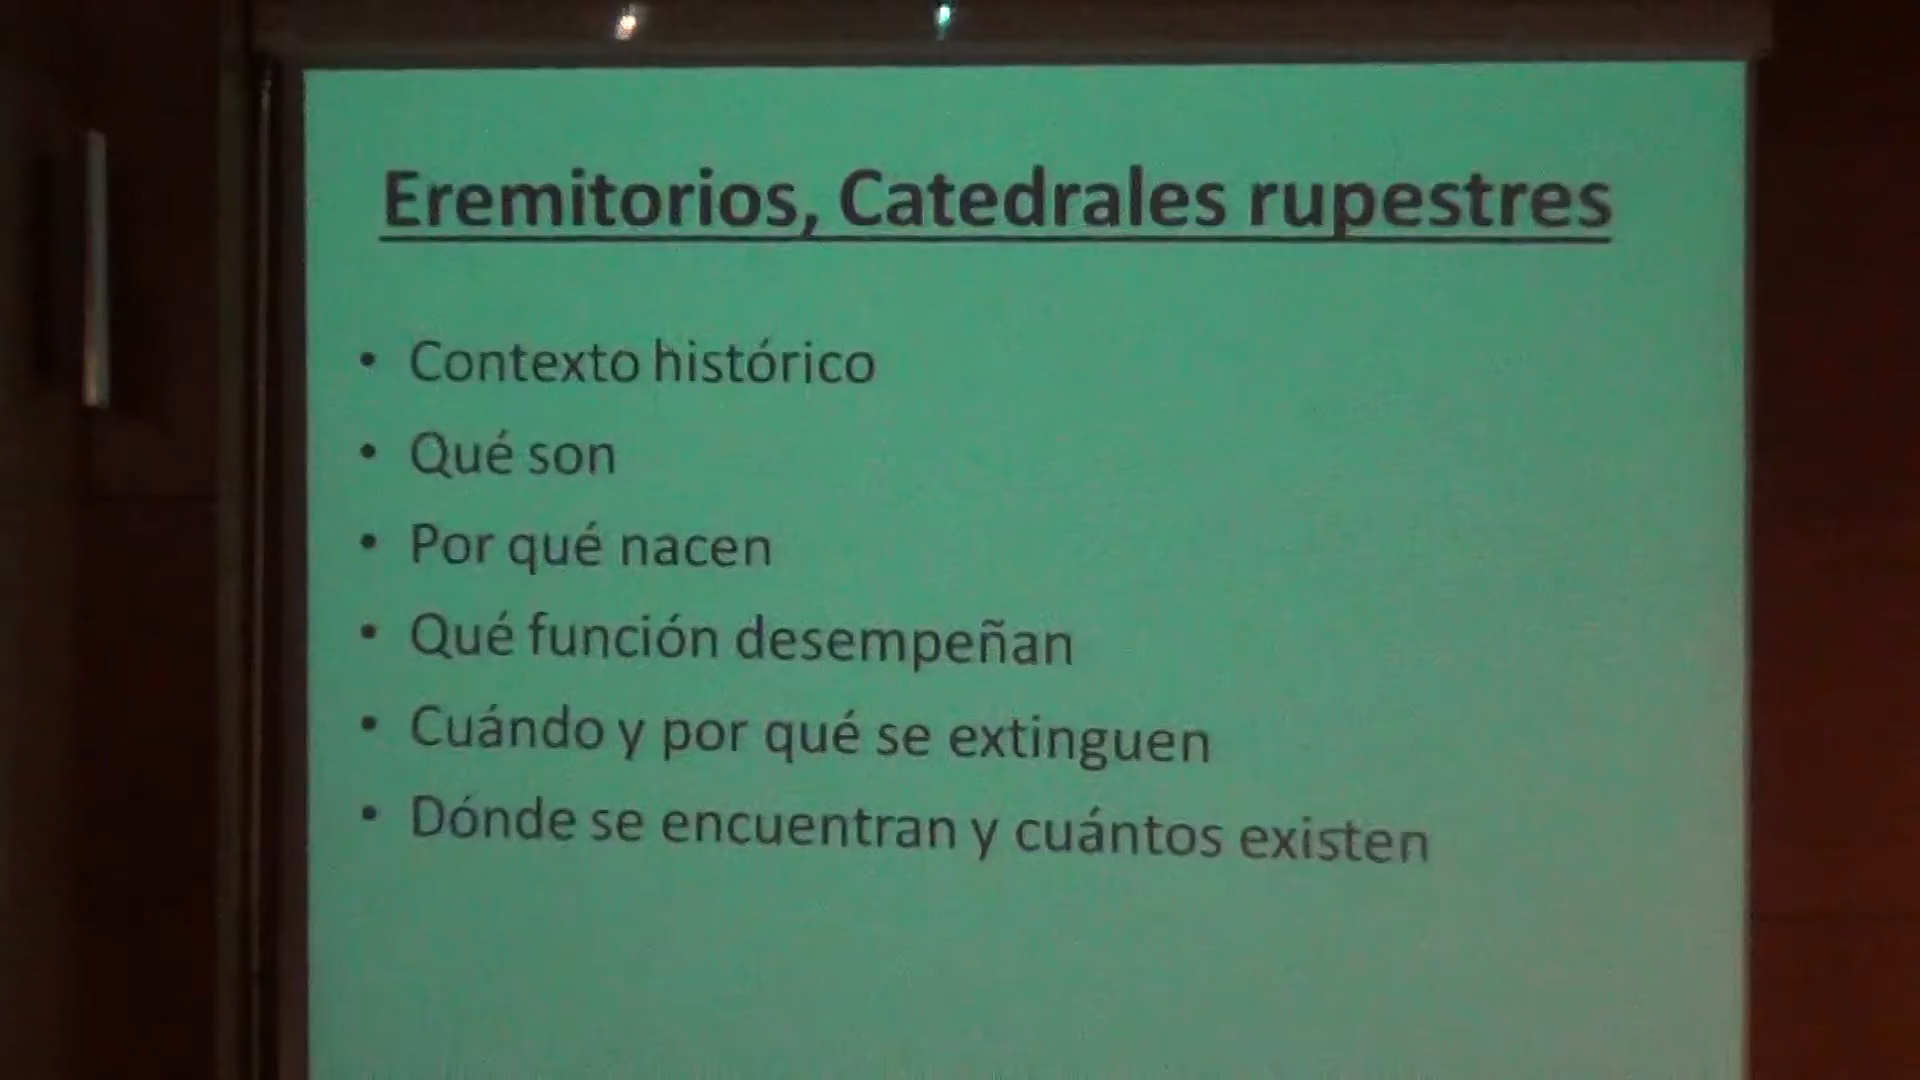 Eremitorios, Catedrales rupestres
• Contexto histórico
• Qué son
• Por qué nacen
• Qué función desempeñan
• Cuándo y por qué se extinguen
• Dónde se encuentran y cuántos existen